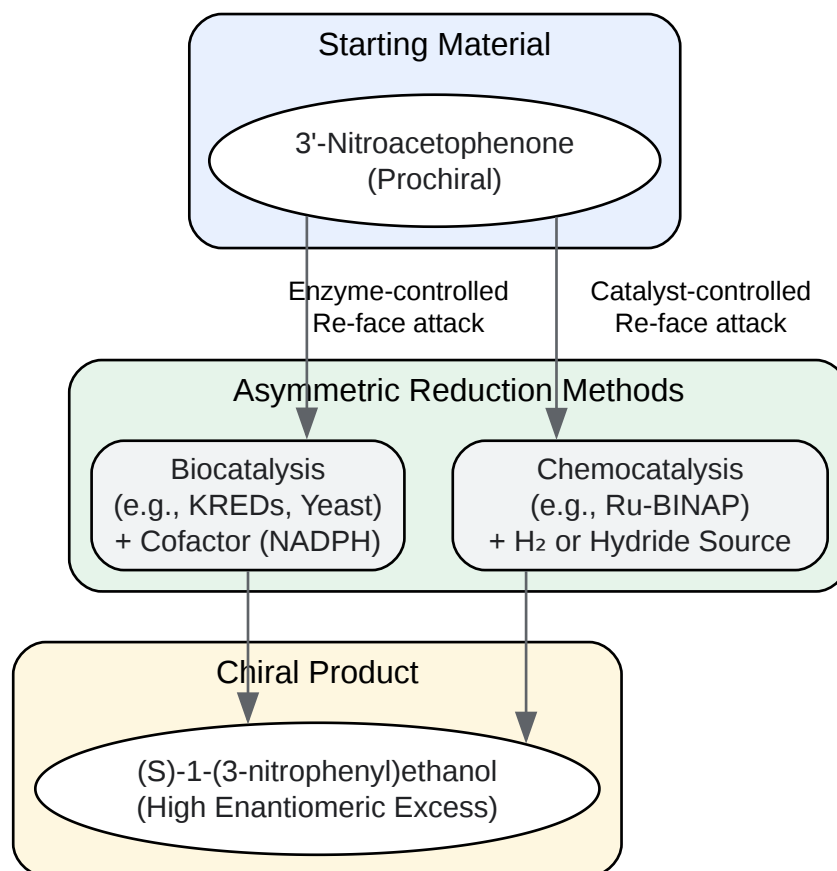 Starting Material
3'-Nitroacetophenone
(Prochiral)
Enzyme-controlled
Re-face attack
Catalyst-controlled
Re-face attack
Asymmetric Reduction Methods
Biocatalysis
(e.g., KREDs, Yeast)
+ Cofactor (NADPH)
Chemocatalysis
(e.g., Ru-BINAP)
+ H₂ or Hydride Source
Chiral Product
(S)-1-(3-nitrophenyl)ethanol
(High Enantiomeric Excess)